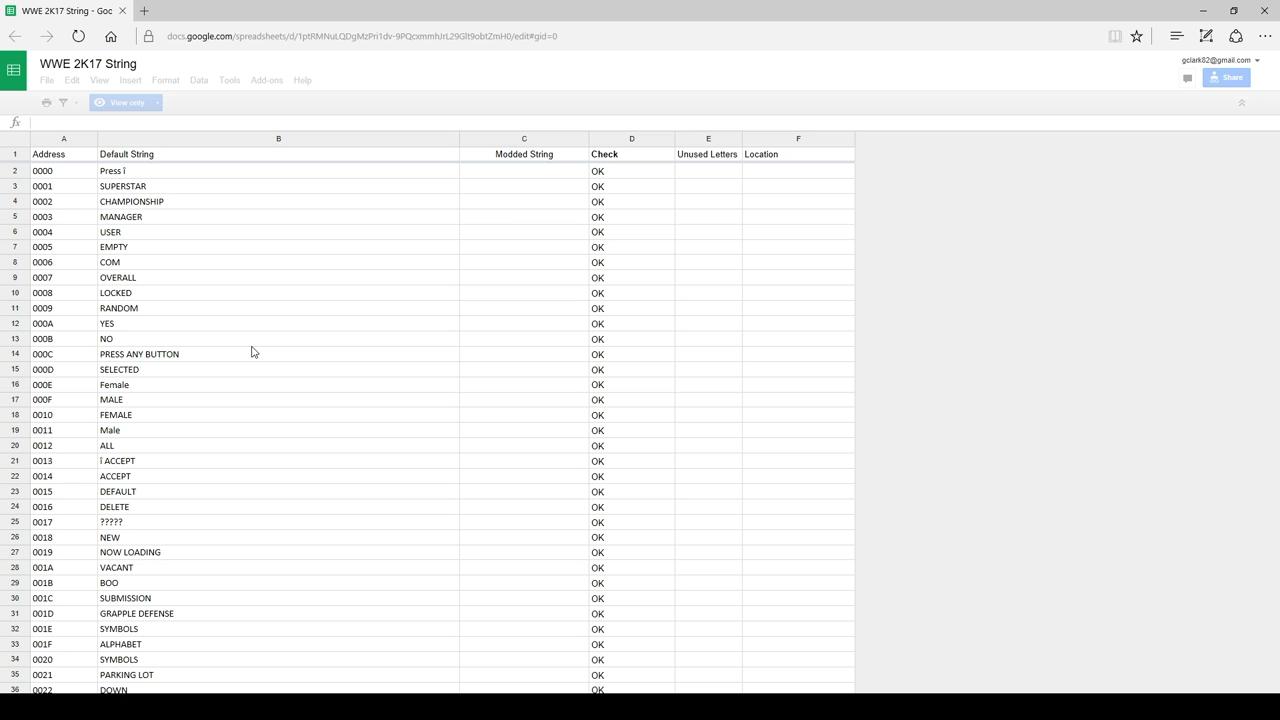 WWE 2K17 String - Goc
docs.google.com/spreadsheets/d/1ptRMNuLQDgMzPri1dv-9PQcxmmhJrL29Glt9obtZmH0/edit#gid=0
WWE 2K17 String
gclark82@gmail.com
File Edit View Insert Format Data Tools Add-ons Help
Share
View only
fx
A B C D E F
1 Address Default String Modded String Check Unused Letters Location
2 0000 Press Î OK
3 0001 SUPERSTAR OK
4 0002 CHAMPIONSHIP OK
5 0003 MANAGER OK
6 0004 USER OK
7 0005 EMPTY OK
8 0006 COM OK
9 0007 OVERALL OK
10 0008 LOCKED OK
11 0009 RANDOM OK
12 000A YES OK
13 000B NO OK
14 000C PRESS ANY BUTTON OK
15 000D SELECTED OK
16 000E Female OK
17 000F MALE OK
18 0010 FEMALE OK
19 0011 Male OK
20 0012 ALL OK
21 0013 Î ACCEPT OK
22 0014 ACCEPT OK
23 0015 DEFAULT OK
24 0016 DELETE OK
25 0017 ????? OK
26 0018 NEW OK
27 0019 NOW LOADING OK
28 001A VACANT OK
29 001B BOO OK
30 001C SUBMISSION OK
31 001D GRAPPLE DEFENSE OK
32 001E SYMBOLS OK
33 001F ALPHABET OK
34 0020 SYMBOLS OK
35 0021 PARKING LOT OK
36 0022 DOWN OK